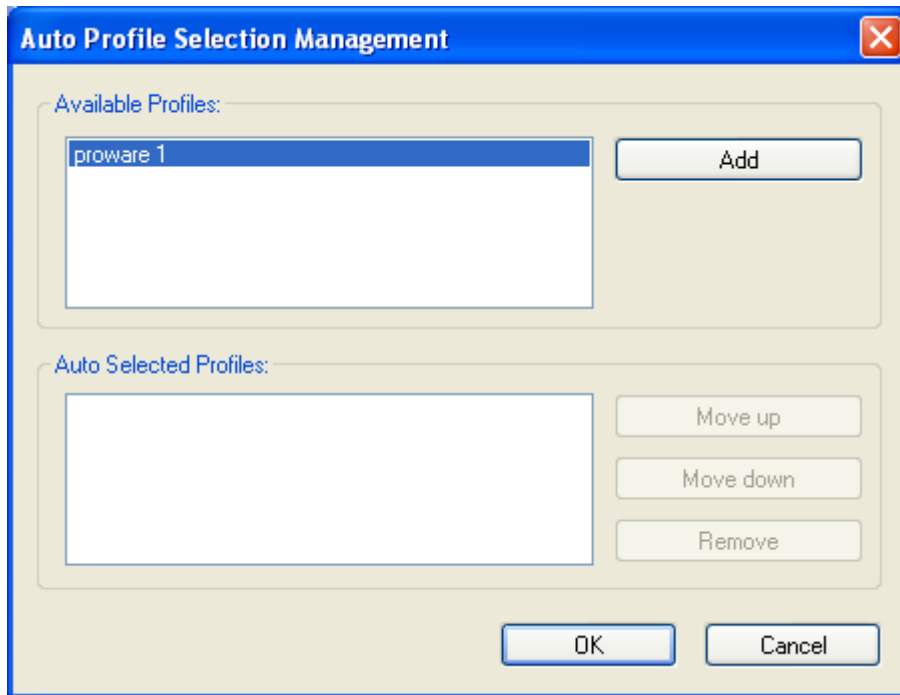 Auto Profile Selection Management
Available Profiles:
proware 1
Add
Auto Selected Profiles:
Move up
Move down
Remove
OK
Cancel